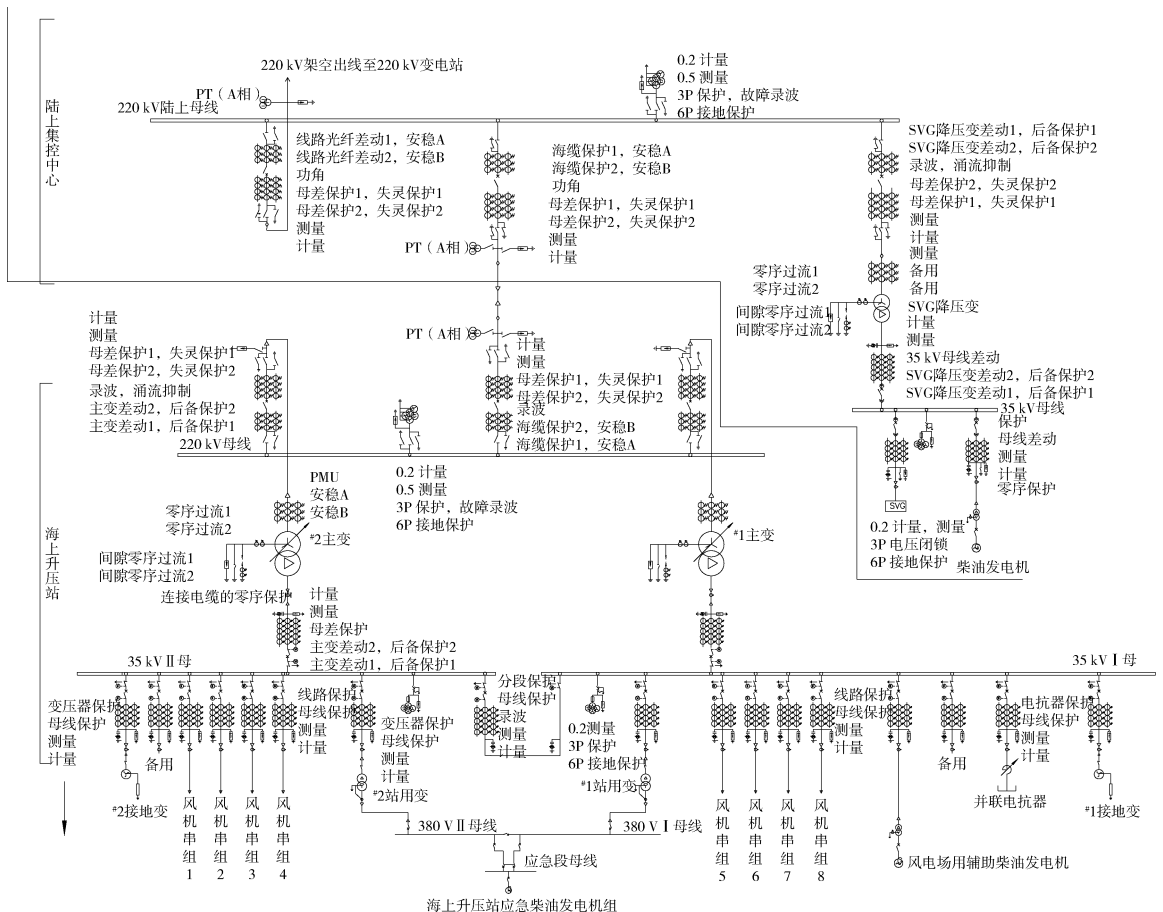 陆上集控中心
220 kV架空出线至220 kV变电站
PT（A相）
220 kV陆上母线
线路光纤差动1，安稳A
线路光纤差动2，安稳B
功角
母差保护1，失灵保护1
母差保护2，失灵保护2
测量
计量
0.2 计量
0.5 测量
3P 保护，故障录波
6P 接地保护
海缆保护1，安稳A
海缆保护2，安稳B
功角
母差保护1，失灵保护1
母差保护2，失灵保护2
测量
计量
PT（A相）
SVG降压变差动1，后备保护1
SVG降压变差动2，后备保护2
录波，涌流抑制
母差保护2，失灵保护2
母差保护1，失灵保护1
测量
计量
测量
备用
备用
SVG降压变
零序过流1
零序过流2
间隙零序过流1
间隙零序过流2
计量
测量
35 kV母线差动
SVG降压变差动2，后备保护2
SVG降压变差动1，后备保护1
35 kV母线
保护
母线差动
测量
计量
零序保护
SVG
0.2 计量，测量
3P 电压闭锁
6P 接地保护
柴油发电机
海上升压站
计量
测量
母差保护1，失灵保护1
母差保护2，失灵保护2
录波，涌流抑制
主变差动2，后备保护2
主变差动1，后备保护1
220 kV母线
PT（A相）
计量
测量
母差保护1，失灵保护1
母差保护2，失灵保护2
录波
海缆保护2，安稳B
海缆保护1，安稳A
0.2 计量
0.5 测量
3P 保护，故障录波
6P 接地保护
PMU
安稳A
安稳B
零序过流1
零序过流2
#2主变
间隙零序过流1
间隙零序过流2
连接电缆的零序保护
计量
测量
母差保护
主变差动2，后备保护2
主变差动1，后备保护1
#1主变
35 kVⅡ母
35 kVⅠ母
变压器保护
母线保护
测量
计量
#2接地变
备用
线路保护
母线保护
测量
计量
风机串组1
风机串组2
风机串组3
风机串组4
变压器保护
母线保护
测量
计量
#2站用变
分段保护
母线保护
录波
测量
计量
0.2测量
3P 保护
6P 接地保护
#1站用变
380 VⅡ母线
380 VⅠ母线
应急段母线
海上升压站应急柴油发电机组
线路保护
母线保护
测量
计量
风机串组5
风机串组6
风机串组7
风机串组8
备用
风电场用辅助柴油发电机
电抗器保护
母线保护
测量
计量
并联电抗器
#1接地变